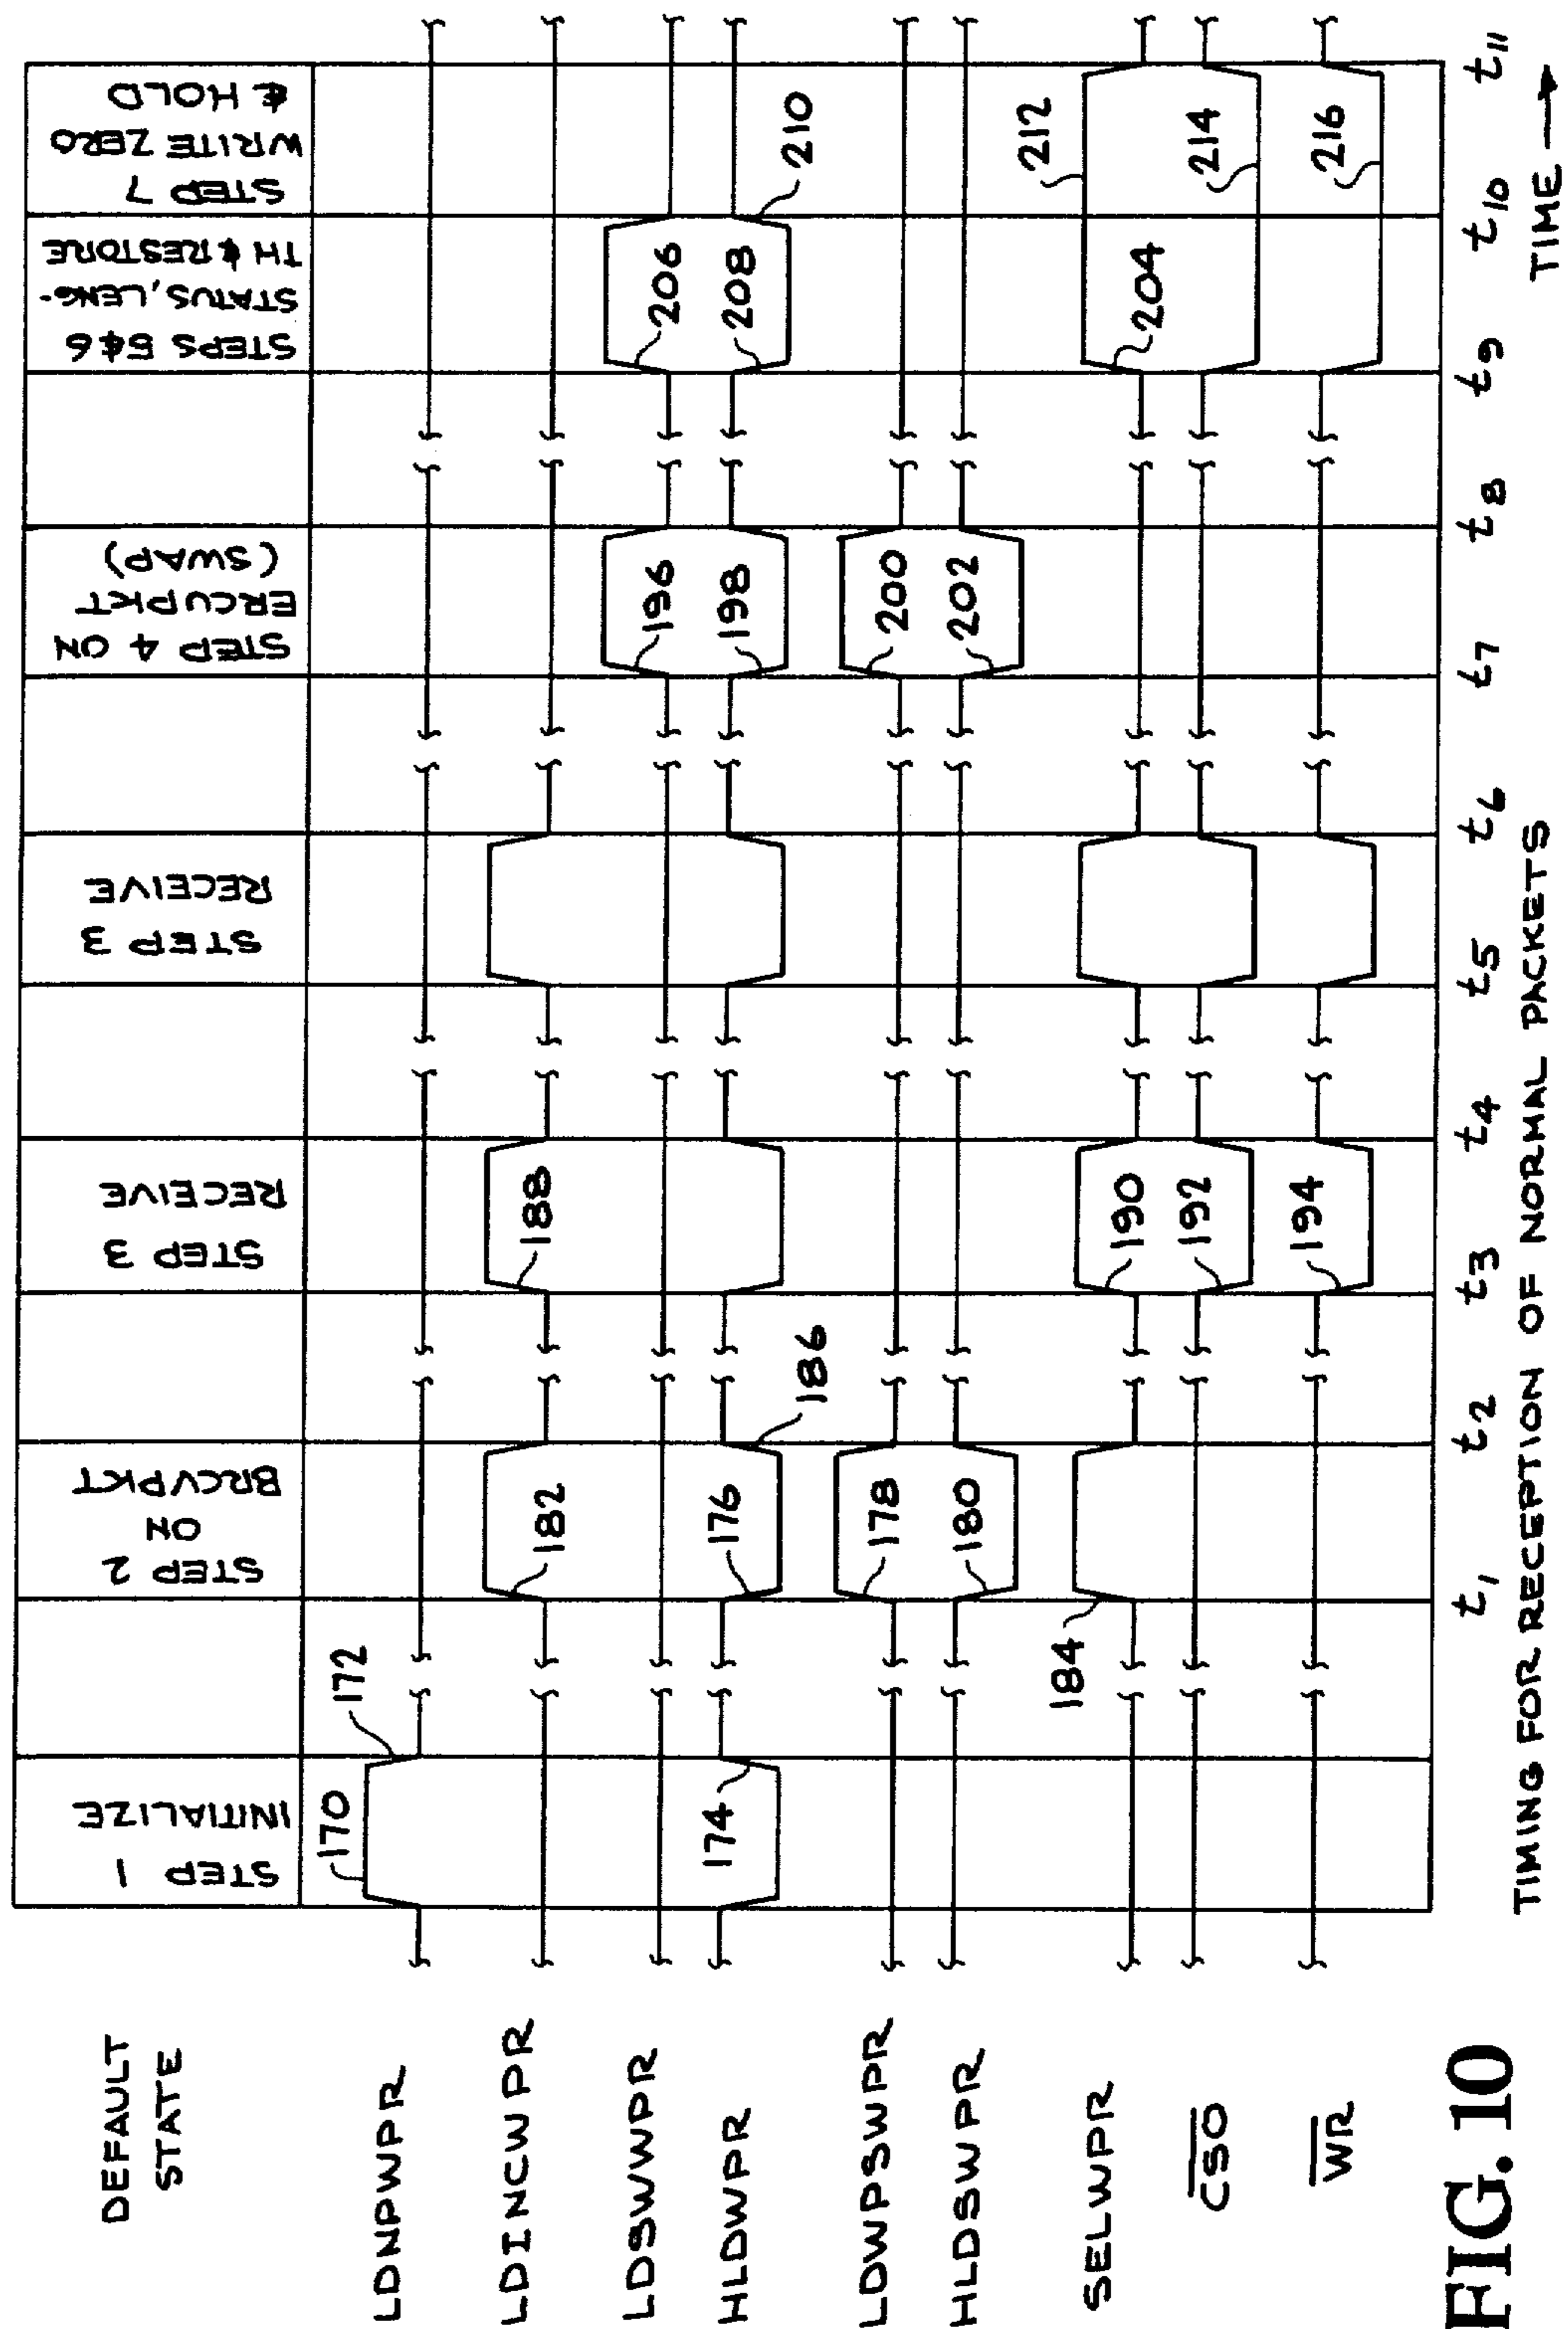 DEFAULT
STATE
STEP 1
INITIALIZE
STEP 2
ON
BRCVPKT
STEP 3
RECEIVE
STEP 3
RECEIVE
STEP 4 ON
ERCVPKT
(SWAP)
STEPS 5&6
STATUS, LENG-
TH & RESTORE
STEP 7
WRITE ZERO
& HOLD
LDNPWPR
170
172
LDINCWPR
182
188
LDSWWPR
196
206
HLDWPR
174
176
186
198
208
210
LDWPSWPR
178
200
HLDSWPR
180
202
SELWPR
184
190
204
212
CSO
192
214
WR
194
216
t1 t2 t3 t4 t5 t6 t7 t8 t9 t10 t11
TIME
TIMING FOR RECEPTION OF NORMAL PACKETS
FIG. 10